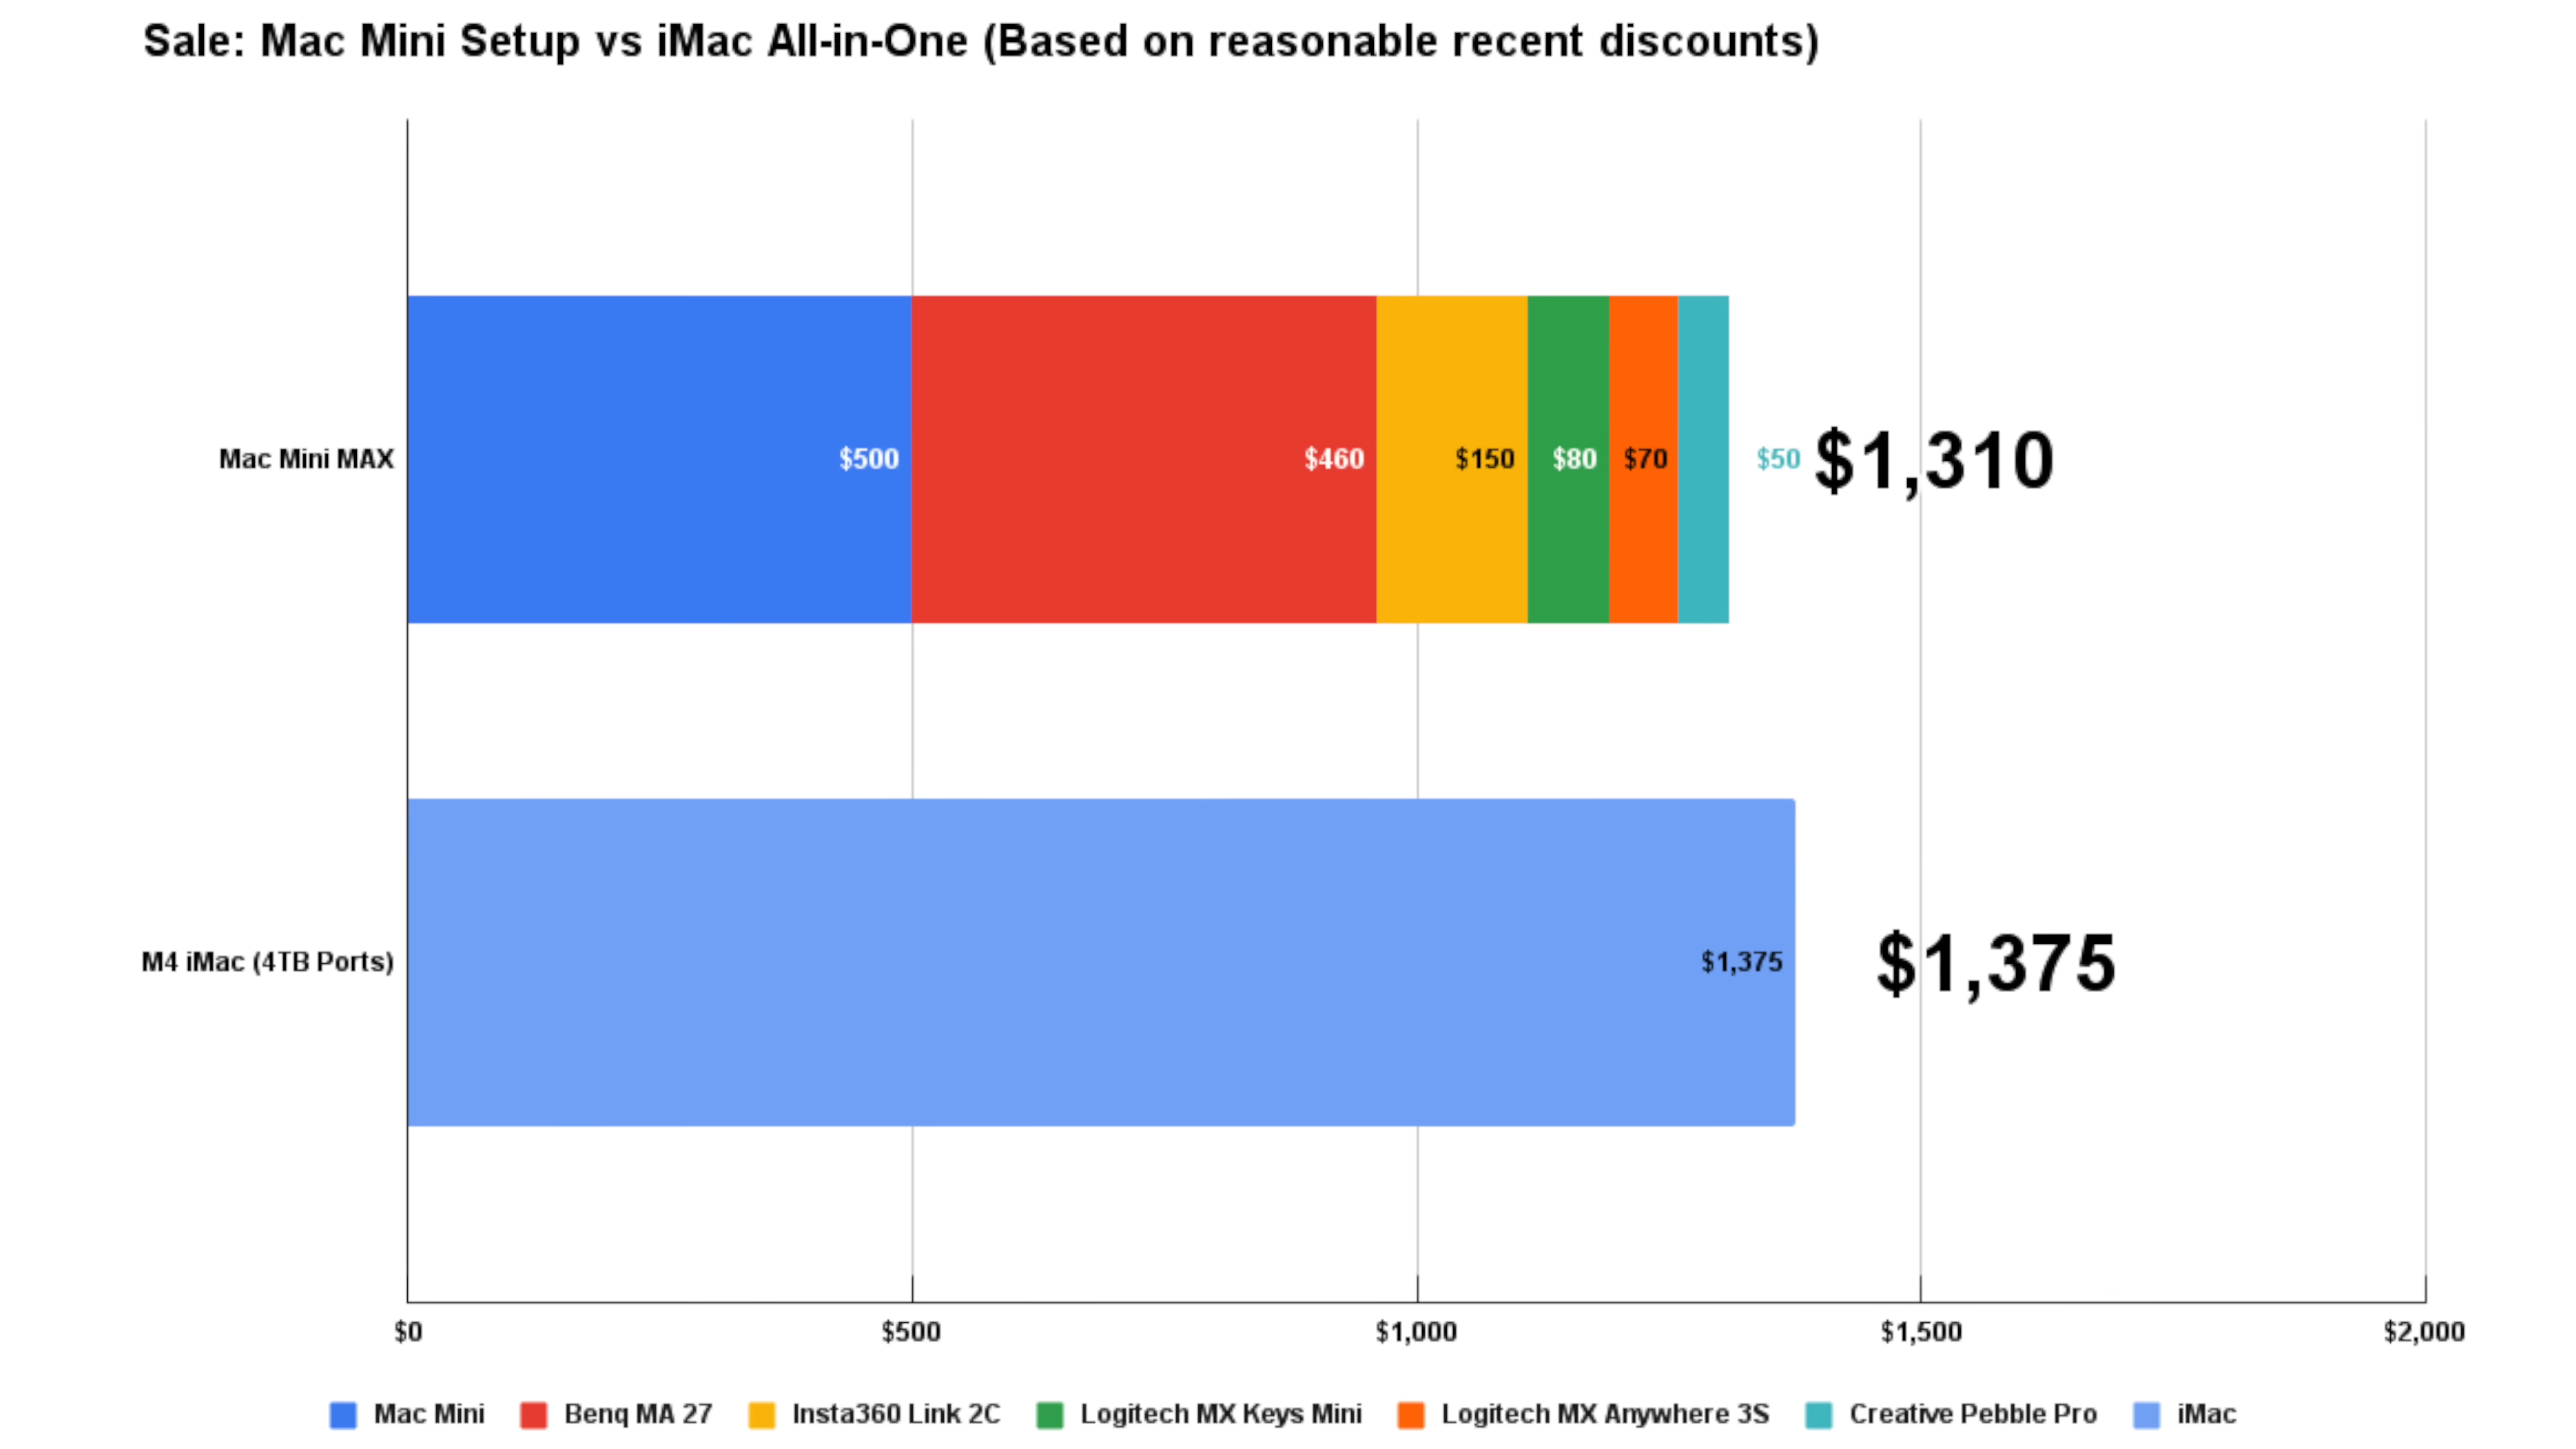 Sale: Mac Mini Setup vs iMac All-in-One (Based on reasonable recent discounts)
Mac Mini MAX
$500
$460
$150
$80
$70
$50
$1,310
M4 iMac (4TB Ports)
$1,375
$1,375
$0
$500
$1,000
$1,500
$2,000
Mac Mini
Benq MA 27
Insta360 Link 2C
Logitech MX Keys Mini
Logitech MX Anywhere 3S
Creative Pebble Pro
iMac